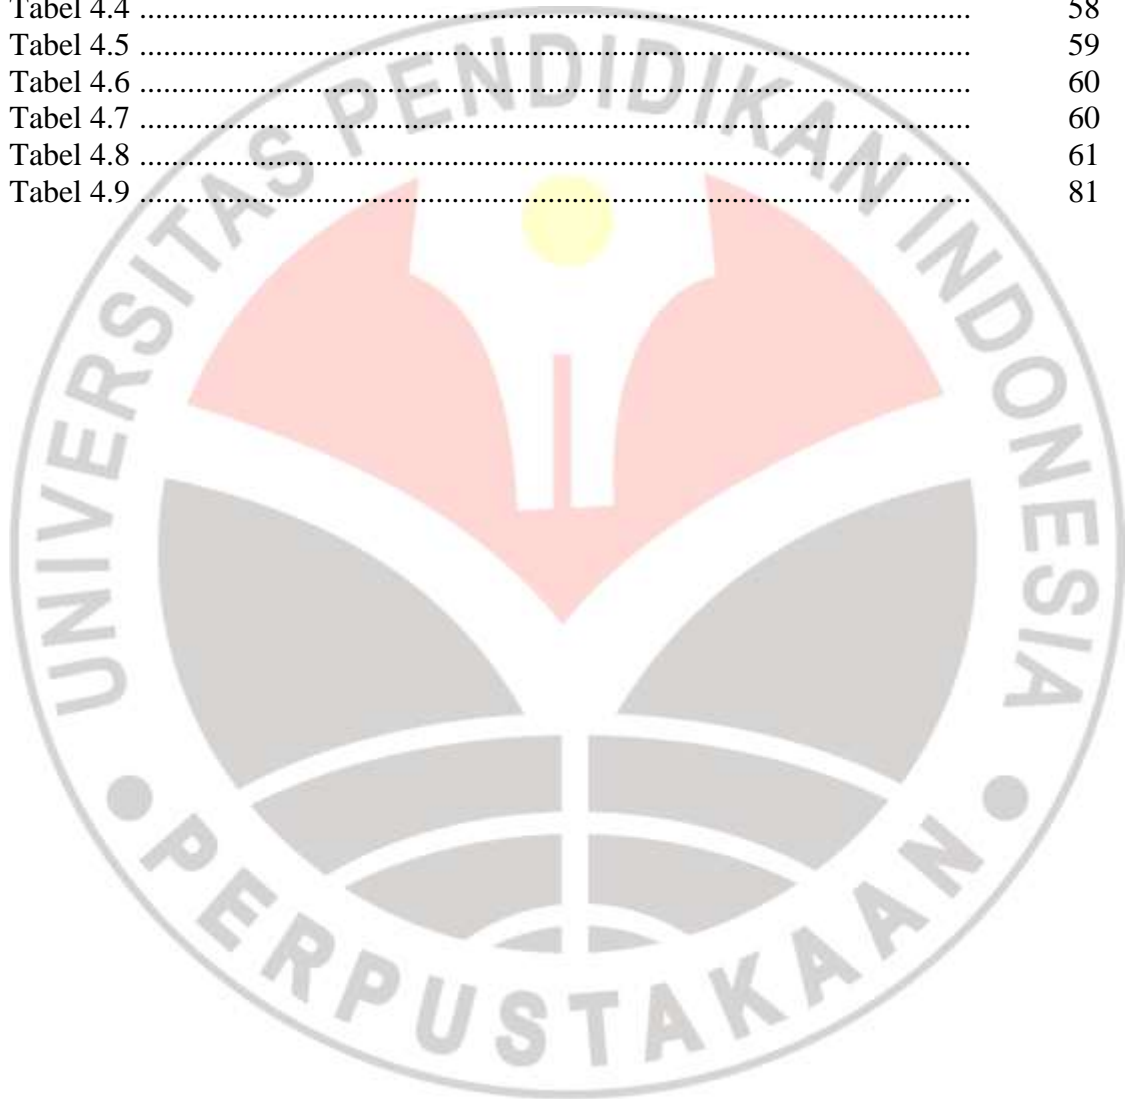 Tabel 4.4 .................................................................................................... 58
Tabel 4.5 .................................................................................................... 59
Tabel 4.6 .................................................................................................... 60
Tabel 4.7 .................................................................................................... 60
Tabel 4.8 .................................................................................................... 61
Tabel 4.9 .................................................................................................... 81
UNIVERSITAS PENDIDIKAN INDONESIA
PERPUSTAKAAN